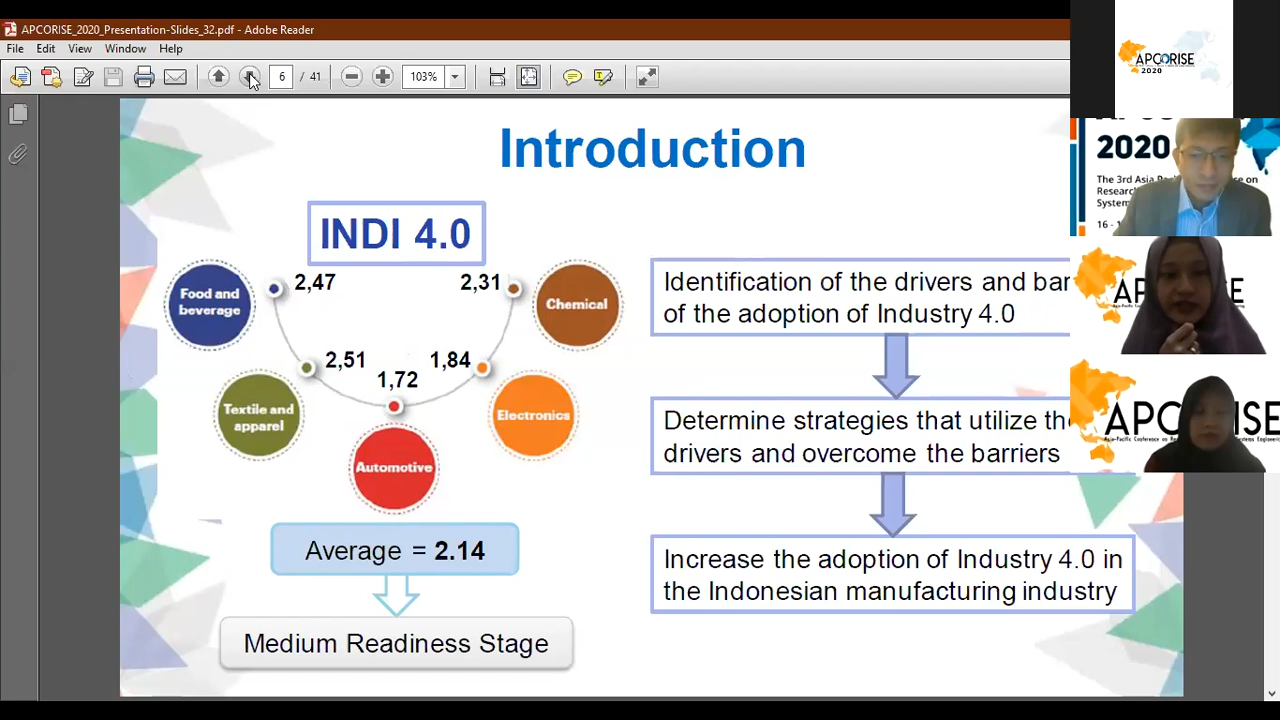 APCORISE_2020_Presentation-Slides_32.pdf - Adobe Reader
File Edit View Window Help
6 / 41
103%
Introduction
INDI 4.0
2,47
2,31
Food and
beverage
Chemical
2,51
1,84
1,72
Textile and
apparel
Electronics
Automotive
Average = 2.14
Medium Readiness Stage
Identification of the drivers and bar
of the adoption of Industry 4.0
Determine strategies that utilize the
drivers and overcome the barriers
Increase the adoption of Industry 4.0 in
the Indonesian manufacturing industry
APCORISE
2020
2020
The 3rd Asia
on
Resear
System
16 - 1
APCORISE